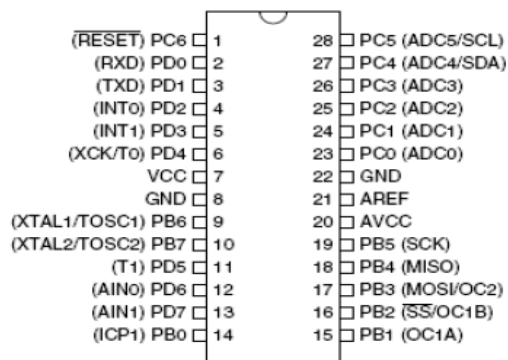 (RESET) PC6 1 28 PC5 (ADC5/SCL)
(RXD) PD0 2 27 PC4 (ADC4/SDA)
(TXD) PD1 3 26 PC3 (ADC3)
(INT0) PD2 4 25 PC2 (ADC2)
(INT1) PD3 5 24 PC1 (ADC1)
(XCK/T0) PD4 6 23 PC0 (ADC0)
VCC 7 22 GND
GND 8 21 AREF
(XTAL1/TOSC1) PB6 9 20 AVCC
(XTAL2/TOSC2) PB7 10 19 PB5 (SCK)
(T1) PD5 11 18 PB4 (MISO)
(AIN0) PD6 12 17 PB3 (MOSI/OC2)
(AIN1) PD7 13 16 PB2 (SS/OC1B)
(ICP1) PB0 14 15 PB1 (OC1A)